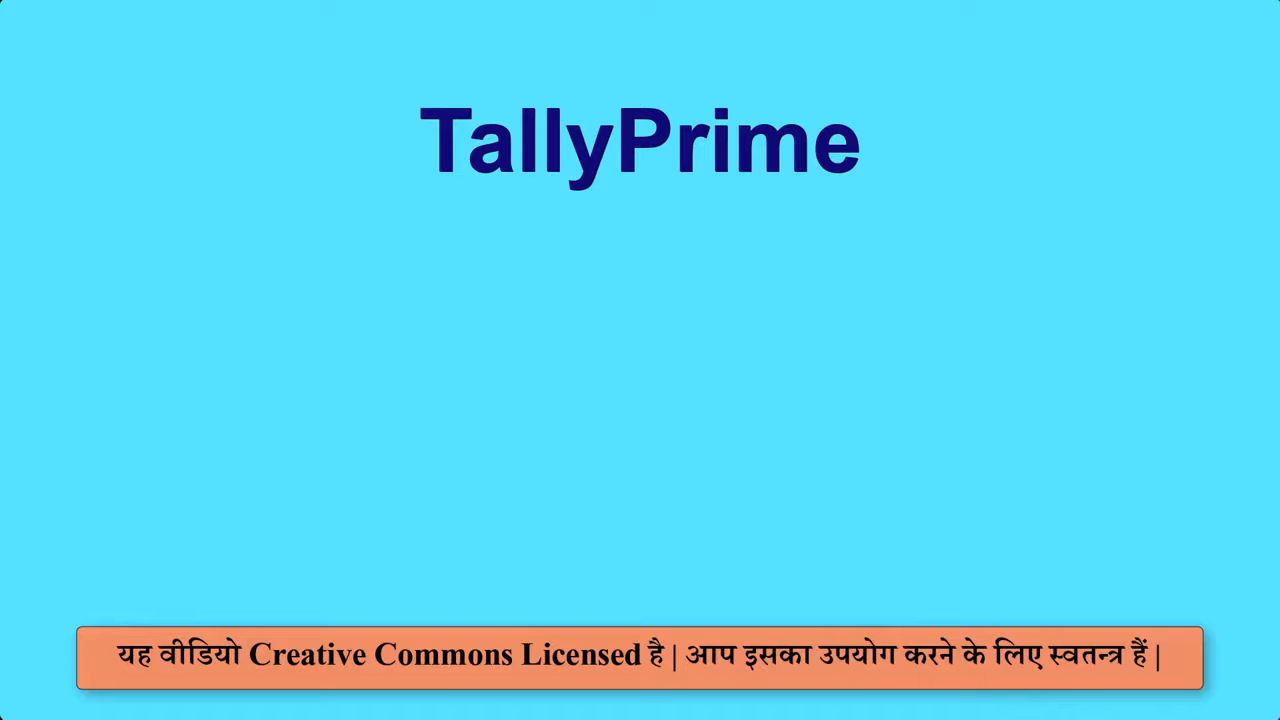 TallyPrime
यह वीडियो Creative Commons Licensed है | आप इसका उपयोग करने के लिए स्वतन्त्र हैं |